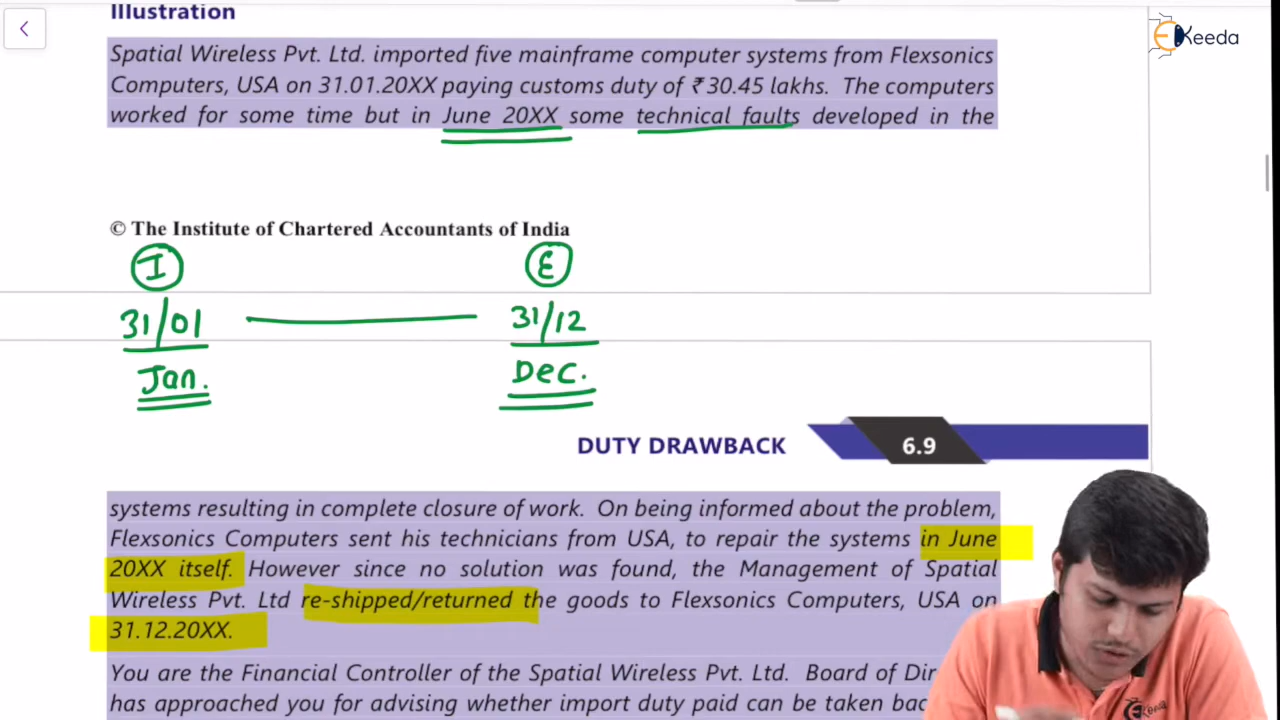 Illustration
Keeda
Spatial Wireless Pvt. Ltd. imported five mainframe computer systems from Flexsonics
Computers, USA on 31.01.20XX paying customs duty of ₹30.45 lakhs. The computers
worked for some time but in June 20XX some technical faults developed in the
© The Institute of Chartered Accountants of India
I E
31/01 31/12
Jan. Dec.
DUTY DRAWBACK 6.9
systems resulting in complete closure of work. On being informed about the problem,
Flexsonics Computers sent his technicians from USA, to repair the systems in June
20XX itself. However since no solution was found, the Management of Spatial
Wireless Pvt. Ltd re-shipped/returned the goods to Flexsonics Computers, USA on
31.12.20XX.
You are the Financial Controller of the Spatial Wireless Pvt. Ltd. Board of
has approached you for advising whether import duty paid can be taken